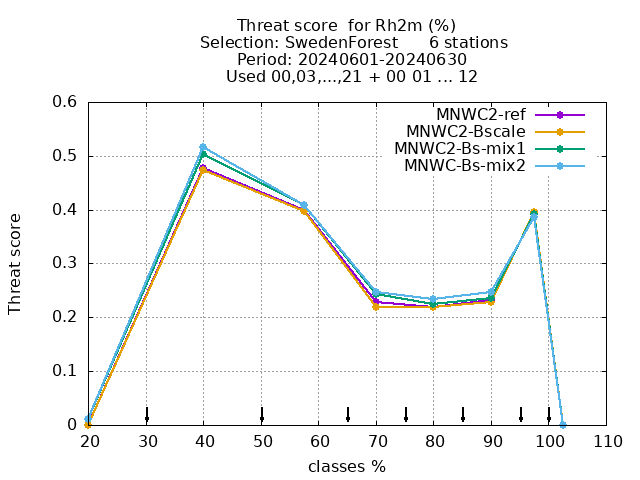 Threat score  for Rh2m (%)
Selection: SwedenForest      6 stations
Period: 20240601-20240630
Used 00,03,...,21 + 00 01 ... 12
MNWC2-ref
MNWC2-Bscale
MNWC2-Bs-mix1
MNWC-Bs-mix2
Threat score
0.6
0.5
0.4
0.3
0.2
0.1
0
20 30 40 50 60 70 80 90 100 110
classes %